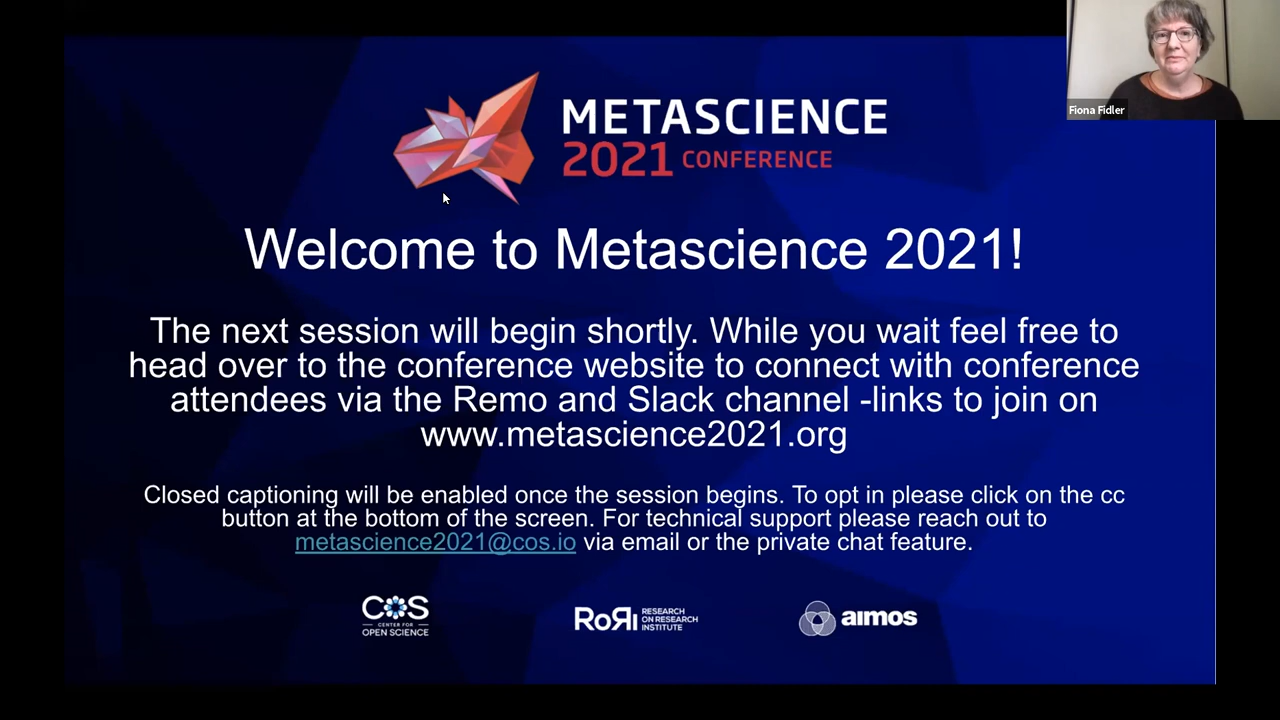 Fiona Fidler
METASCIENCE
2021 CONFERENCE
Welcome to Metascience 2021!
The next session will begin shortly. While you wait feel free to
head over to the conference website to connect with conference
attendees via the Remo and Slack channel -links to join on
www.metascience2021.org
Closed captioning will be enabled once the session begins. To opt in please click on the cc
button at the bottom of the screen. For technical support please reach out to
metascience2021@cos.io via email or the private chat feature.
COS
CENTER FOR
OPEN SCIENCE
RoRI
RESEARCH
ON RESEARCH
INSTITUTE
aimos